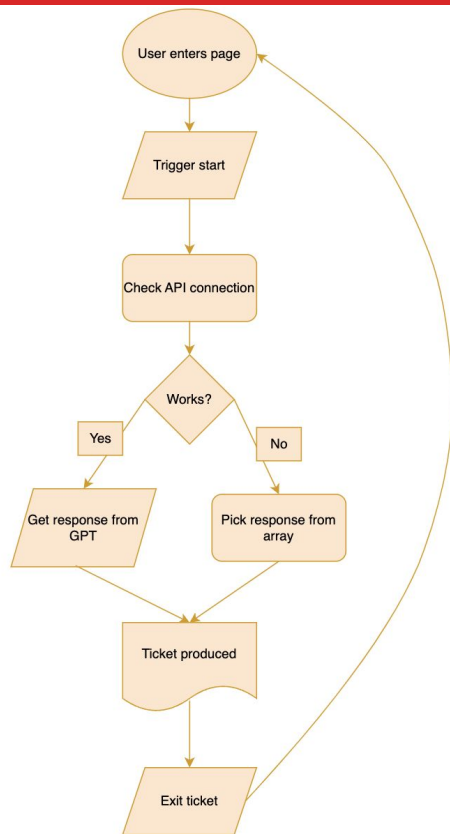 User enters page
Trigger start
Check API connection
Works?
Yes
No
Get response from
GPT
Pick response from
array
Ticket produced
Exit ticket